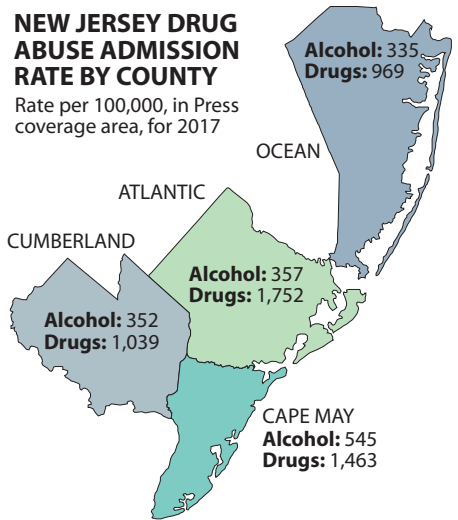 NEW JERSEY DRUG
ABUSE ADMISSION
RATE BY COUNTY
Rate per 100,000, in Press
coverage area, for 2017
Alcohol: 335
Drugs: 969
OCEAN
ATLANTIC
Alcohol: 357
Drugs: 1,752
CUMBERLAND
Alcohol: 352
Drugs: 1,039
CAPE MAY
Alcohol: 545
Drugs: 1,463